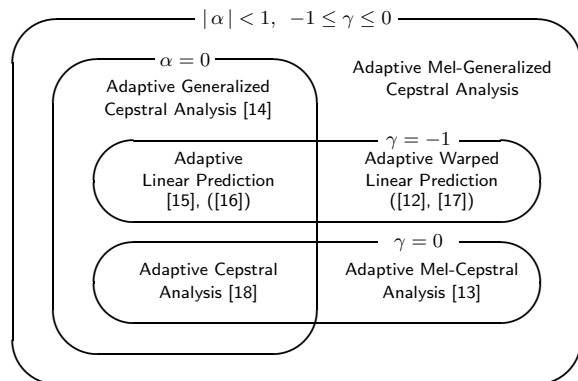 | α | < 1, −1 ≤ γ ≤ 0
α = 0
Adaptive Generalized
Cepstral Analysis [14]
Adaptive Mel-Generalized
Cepstral Analysis
γ = −1
Adaptive
Linear Prediction
[15], ([16])
Adaptive Warped
Linear Prediction
([12], [17])
γ = 0
Adaptive Cepstral
Analysis [18]
Adaptive Mel-Cepstral
Analysis [13]